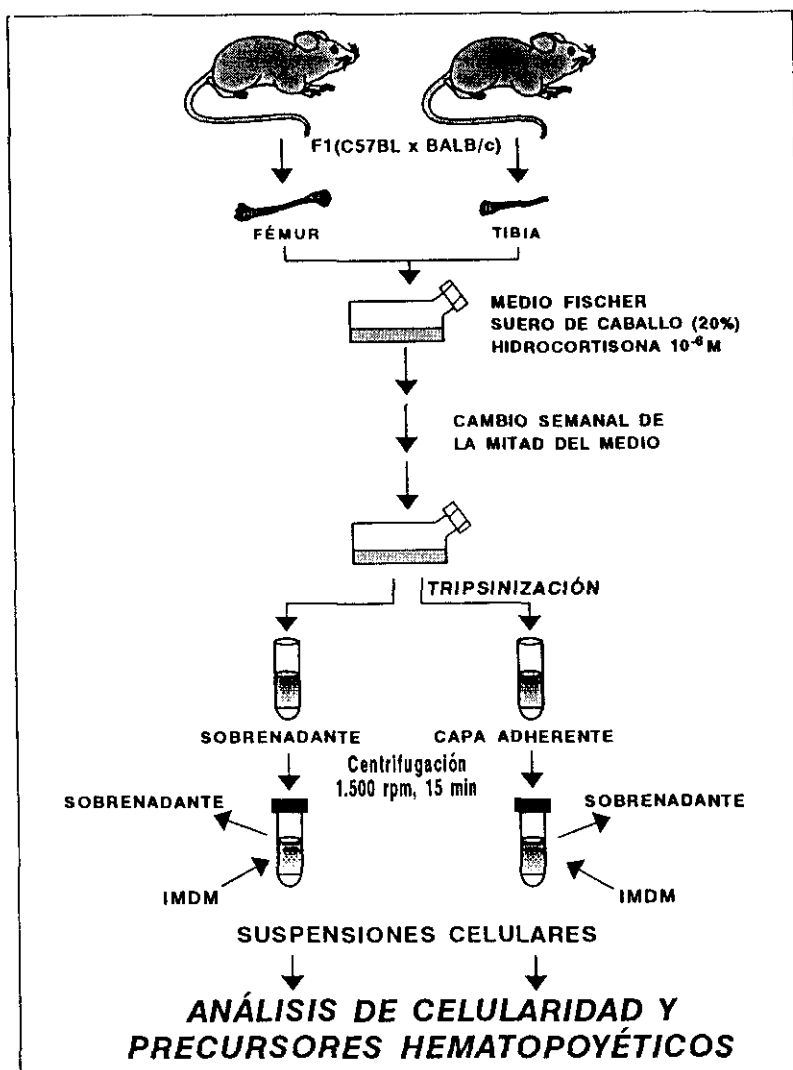 F1(C57BL x BALB/c)
FÉMUR
TIBIA
MEDIO FISCHER
SUERO DE CABALLO (20%)
HIDROCORTISONA 10⁻⁶ M
CAMBIO SEMANAL DE
LA MITAD DEL MEDIO
TRIPSINIZACIÓN
SOBRENADANTE
CAPA ADHERENTE
Centrifugación
1.500 rpm, 15 min
SOBRENADANTE
SOBRENADANTE
IMDM
IMDM
SUSPENSIONES CELULARES
ANÁLISIS DE CELULARIDAD Y
PRECURSORES HEMATOPOYÉTICOS